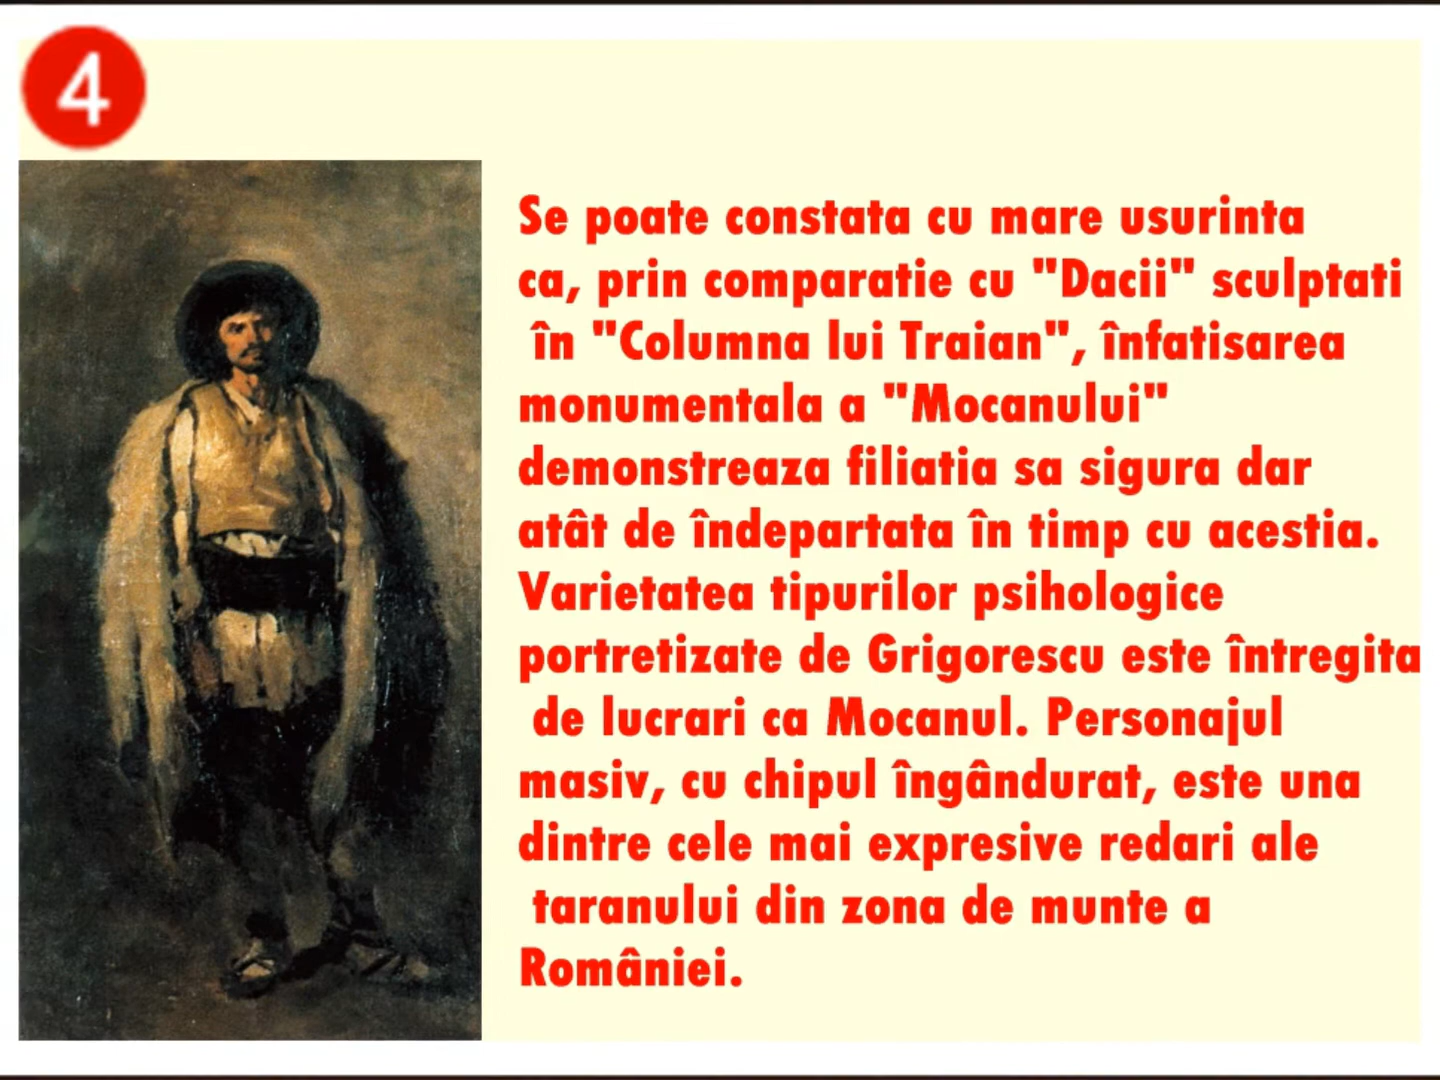 4
Se poate constata cu mare usurinta
ca, prin comparatie cu "Dacii" sculptati
în "Columna lui Traian", înfatisarea
monumentala a "Mocanului"
demonstreaza filiatia sa sigura dar
atât de îndepartata în timp cu acestia.
Varietatea tipurilor psihologice
portretizate de Grigorescu este întregita
de lucrari ca Mocanul. Personajul
masiv, cu chipul îngândurat, este una
dintre cele mai expresive redari ale
taranului din zona de munte a
României.